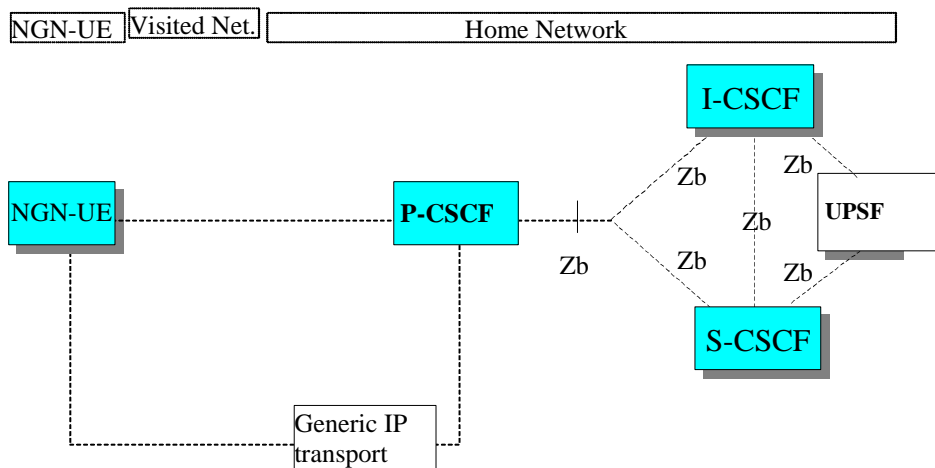 NGN-UE
Visited Net.
Home Network
I-CSCF
Zb
Zb
NGN-UE
P-CSCF
UPSF
Zb
Zb
Zb
Zb
S-CSCF
Generic IP
transport